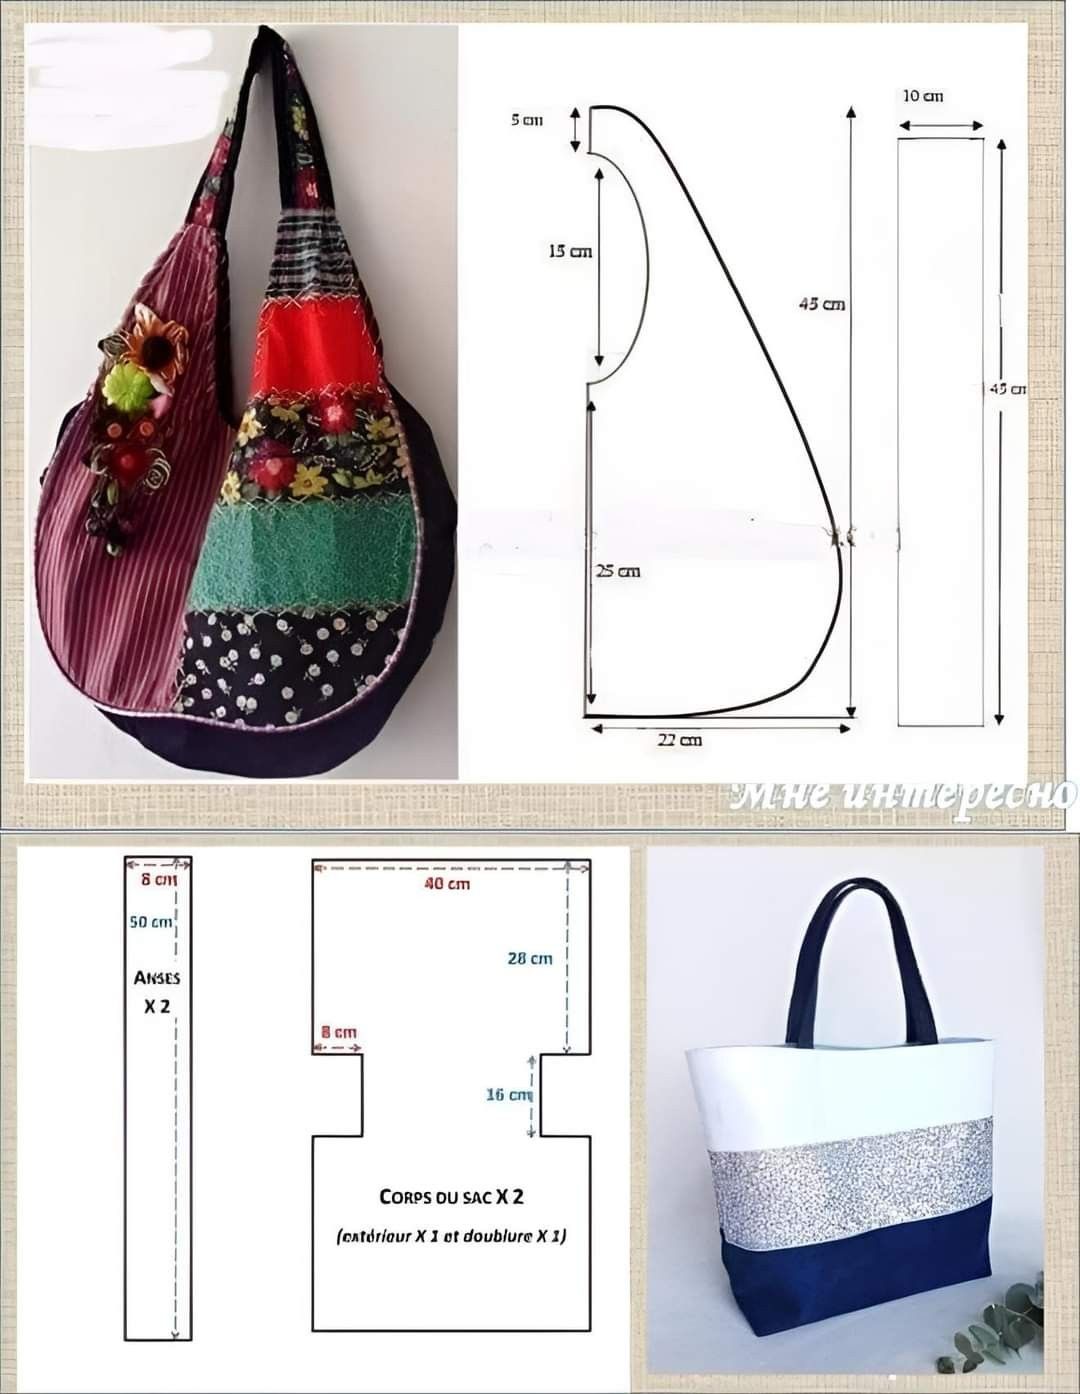 5 cm
10 cm
15 cm
45 cm
45 cm
25 cm
22 cm
Мне интересно
8 cm
50 cm
ANSES
X 2
40 cm
28 cm
8 cm
16 cm
CORPS DU SAC X 2
(extérieur X 1 et doublure X 1)